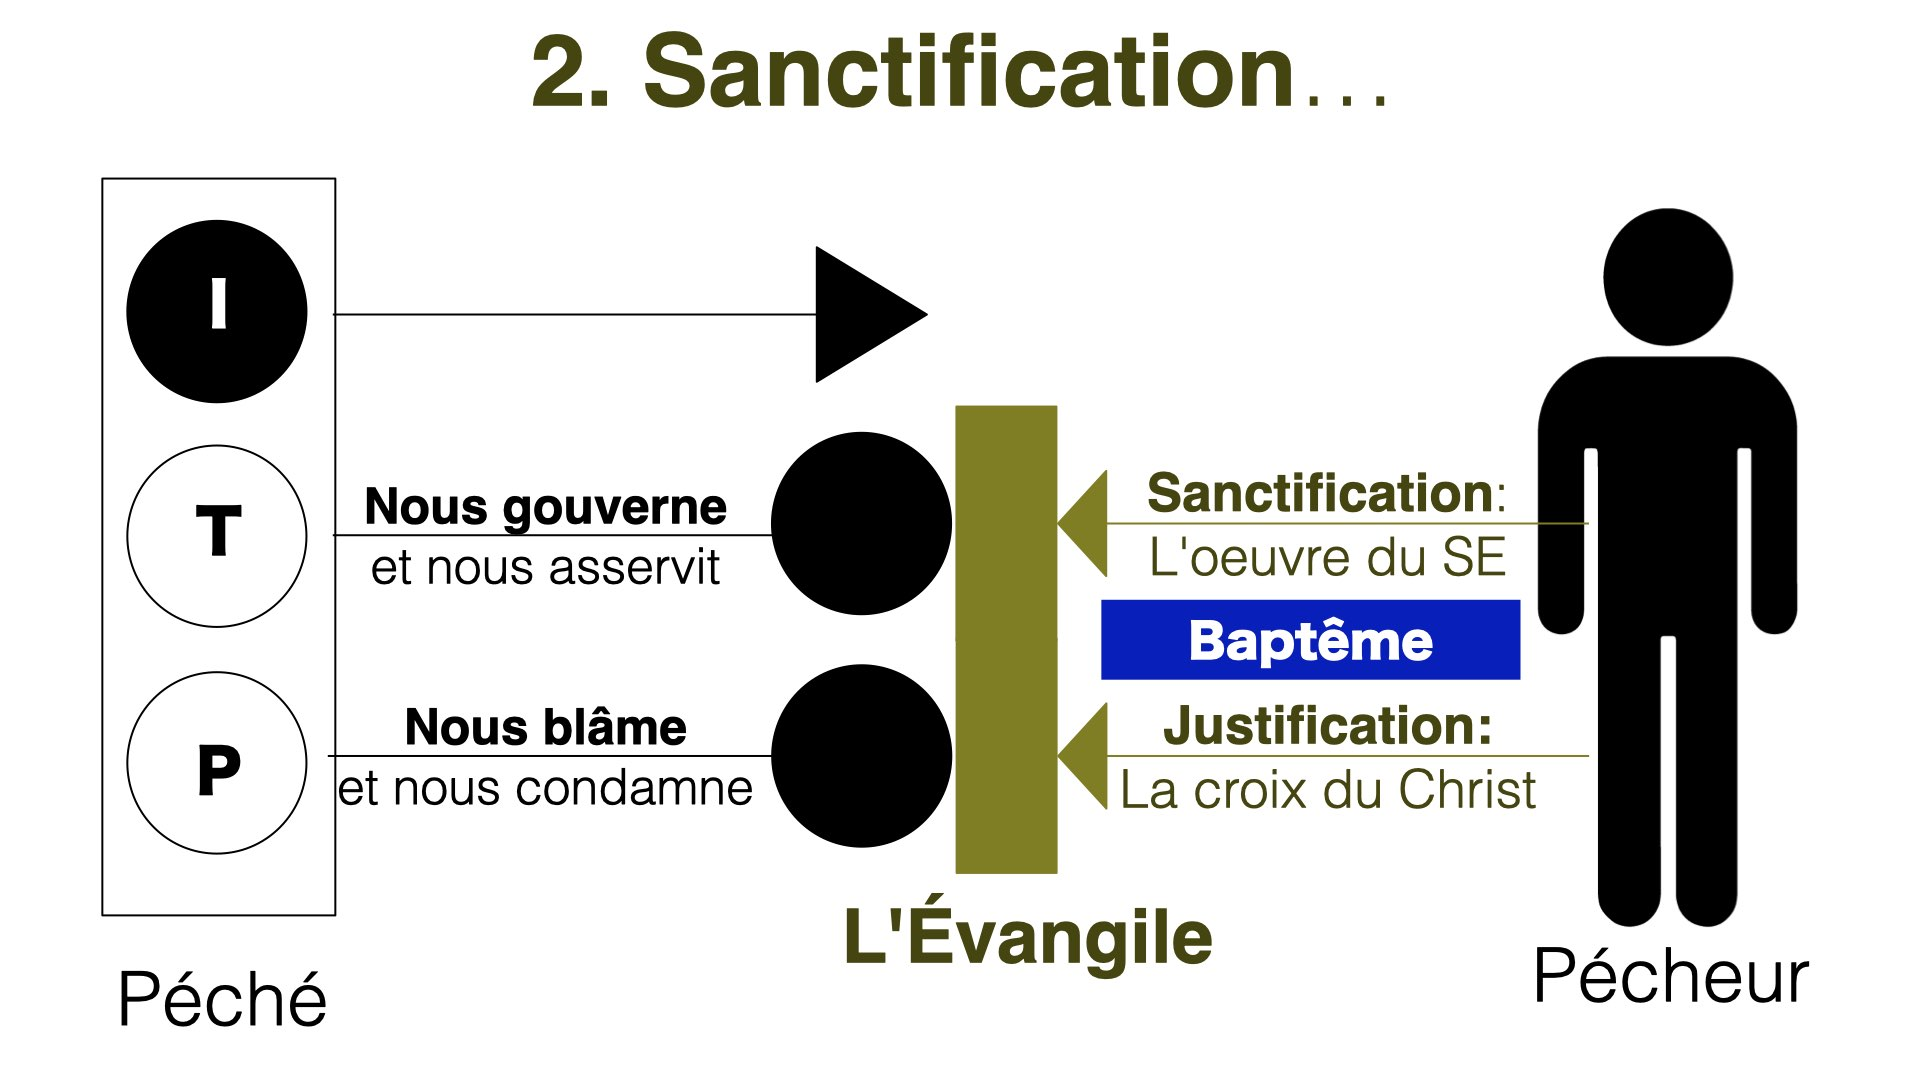 2. Sanctification…
I
T
Nous gouverne
et nous asservit
Sanctification:
L'oeuvre du SE
Baptême
P
Nous blâme
et nous condamne
Justification:
La croix du Christ
L'Évangile
Péché
Pécheur